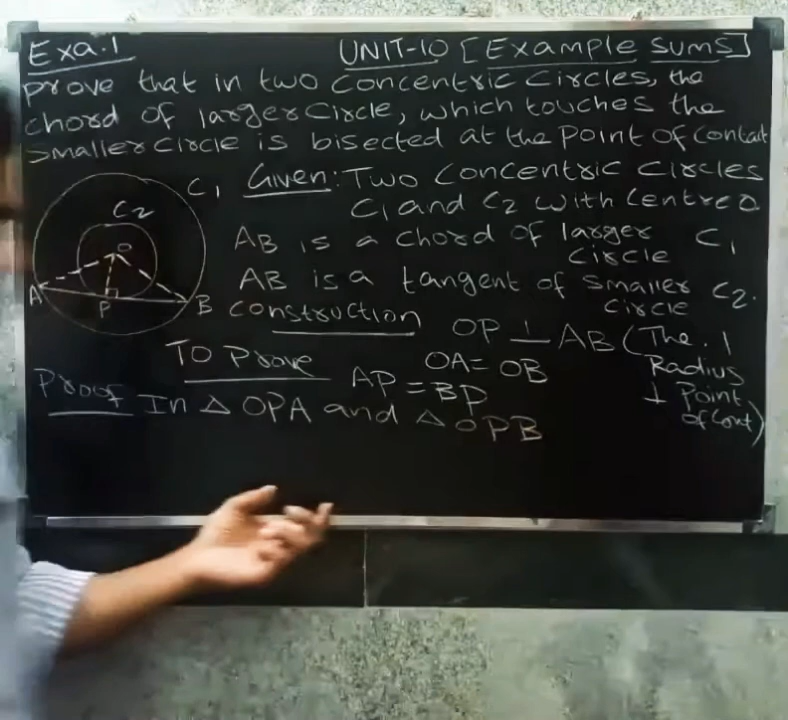 Exa.1 UNIT-10 [Example sums]
prove that in two concentric circles, the
chord of larger circle, which touches the
smaller circle is bisected at the point of contact
C1 Given: Two concentric circles
C2 C1 and C2 with centre O
AB is a chord of larger circle C1
O
AB is a tangent of smaller circle C2.
A P B
construction OP ⊥ AB (The Radius ⊥ Point of Cont)
OA = OB
To Prove AP = BP
Proof In △ OPA and △ OPB